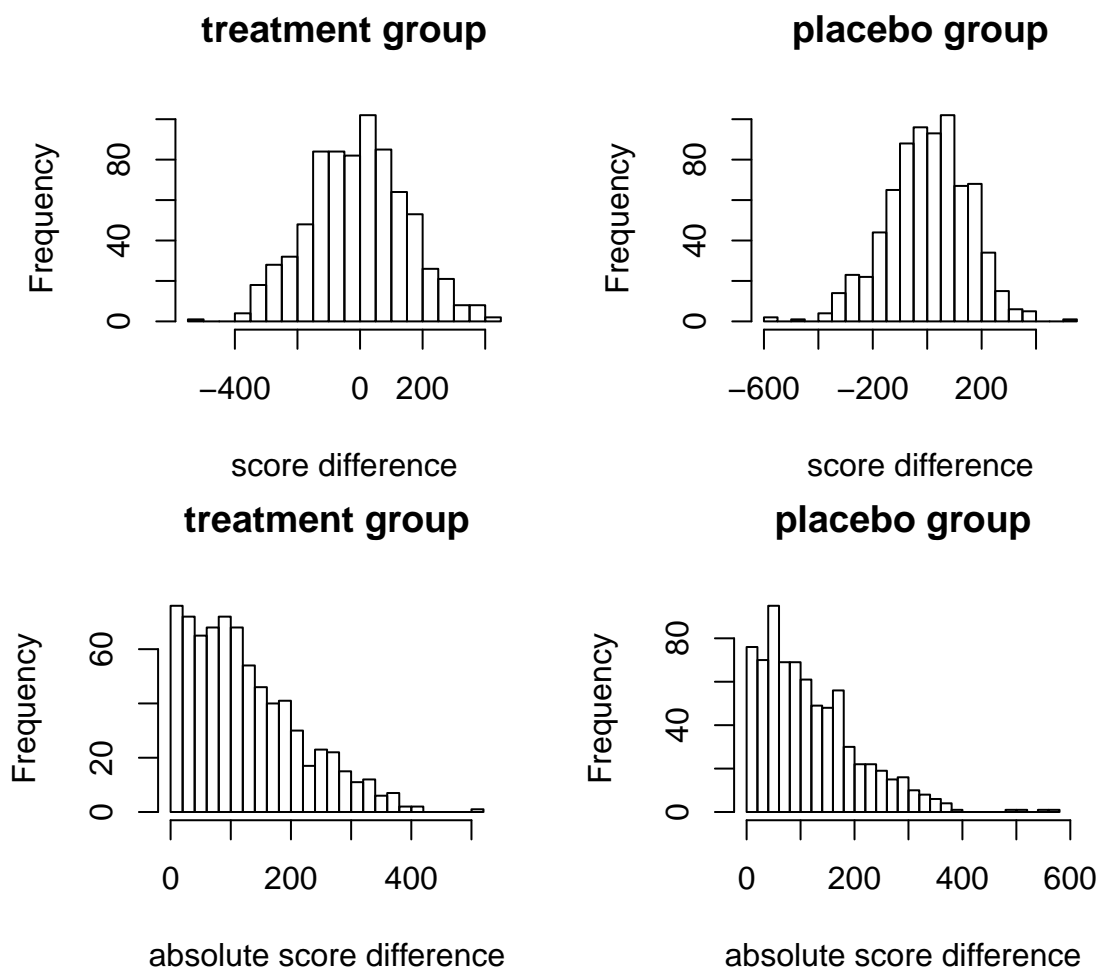 treatment group
Frequency
0 40 80
−400 0 200
score difference
placebo group
Frequency
0 40 80
−600 −200 200
score difference
treatment group
Frequency
0 20 60
0 200 400
absolute score difference
placebo group
Frequency
0 40 80
0 200 400 600
absolute score difference